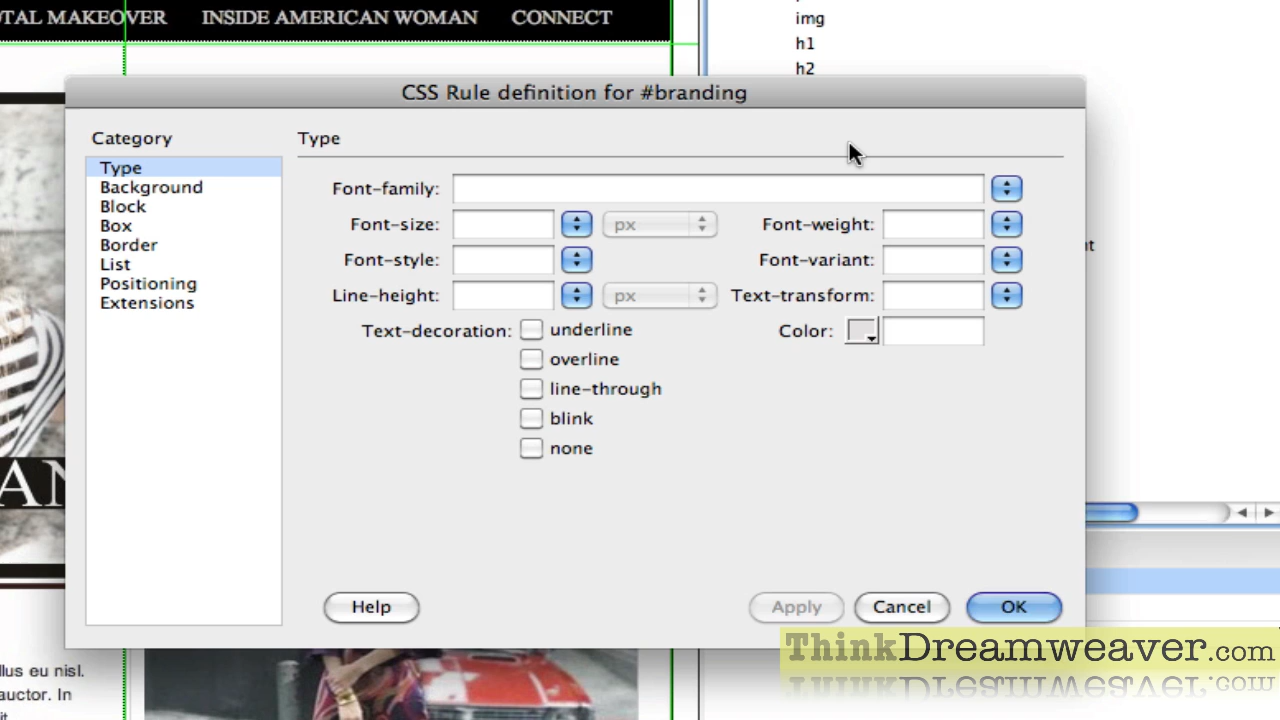 TAL MAKEOVER INSIDE AMERICAN WOMAN CONNECT
img
h1
h2
CSS Rule definition for #branding
Category
Type
Background
Block
Box
Border
List
Positioning
Extensions
Type
Font-family:
Font-size: px Font-weight:
Font-style: Font-variant:
Line-height: px Text-transform:
Text-decoration: underline Color:
overline
line-through
blink
none
Help Apply Cancel OK
AN
llus eu nisl.
auctor. In
ThinkDreamweaver.com